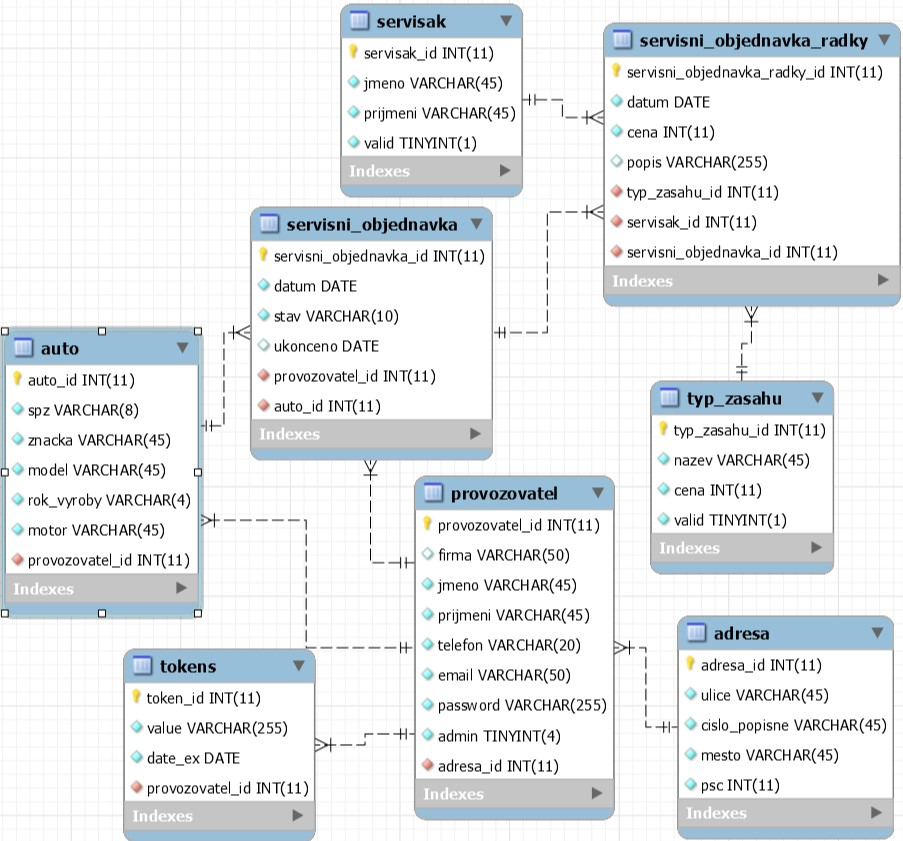 servisak
servisak_id INT(11)
jmeno VARCHAR(45)
prijmeni VARCHAR(45)
valid TINYINT(1)
Indexes
servisni_objednavka_radky
servisni_objednavka_radky_id INT(11)
datum DATE
cena INT(11)
popis VARCHAR(255)
typ_zasahu_id INT(11)
servisak_id INT(11)
servisni_objednavka_id INT(11)
Indexes
servisni_objednavka
servisni_objednavka_id INT(11)
datum DATE
stav VARCHAR(10)
ukonceno DATE
provozovatel_id INT(11)
auto_id INT(11)
Indexes
auto
auto_id INT(11)
spz VARCHAR(8)
znacka VARCHAR(45)
model VARCHAR(45)
rok_vyroby VARCHAR(4)
motor VARCHAR(45)
provozovatel_id INT(11)
Indexes
typ_zasahu
typ_zasahu_id INT(11)
nazev VARCHAR(45)
cena INT(11)
valid TINYINT(1)
Indexes
provozovatel
provozovatel_id INT(11)
firma VARCHAR(50)
jmeno VARCHAR(45)
prijmeni VARCHAR(45)
telefon VARCHAR(20)
email VARCHAR(50)
password VARCHAR(255)
admin TINYINT(4)
adresa_id INT(11)
Indexes
tokens
token_id INT(11)
value VARCHAR(255)
date_ex DATE
provozovatel_id INT(11)
Indexes
adresa
adresa_id INT(11)
ulice VARCHAR(45)
cislo_popisne VARCHAR(45)
mesto VARCHAR(45)
psc INT(11)
Indexes